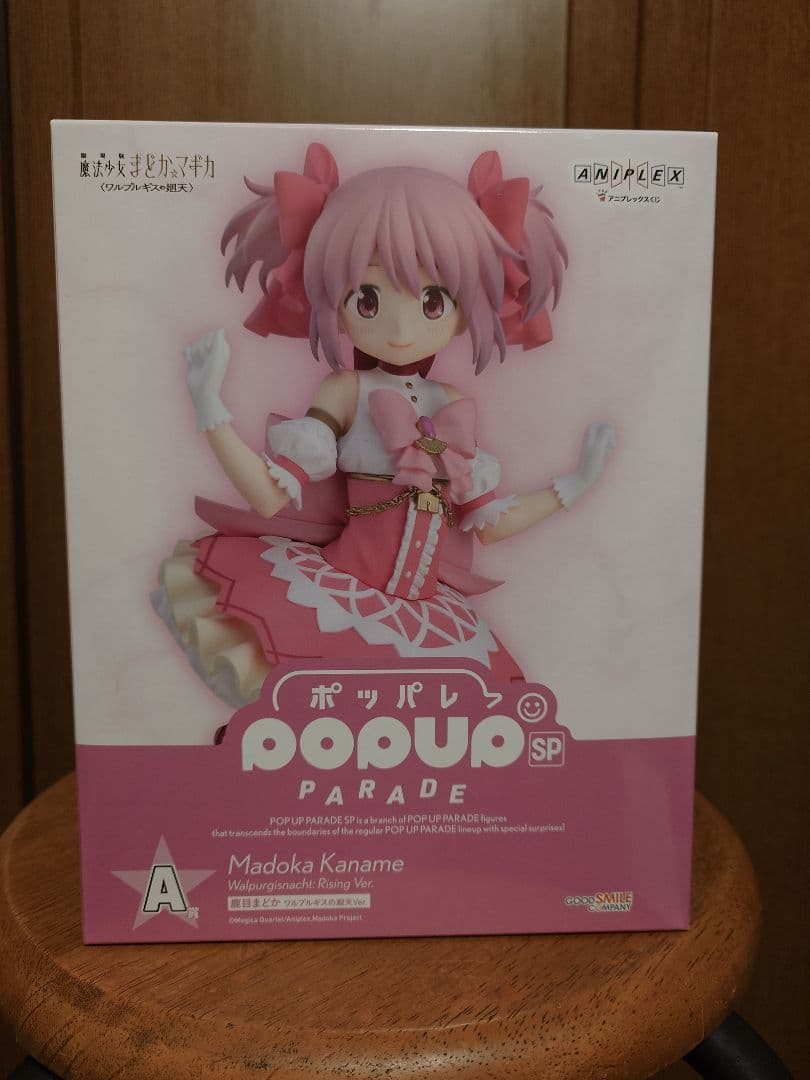 劇場版
魔法少女まどか☆マギカ
〈ワルプルギスの廻天〉
ANIPLEX
アニプレックスくじ
ポッパレ
POPUP SP
PARADE
POP UP PARADE SP is a branch of POP UP PARADE figures
that transcends the boundaries of the regular POP UP PARADE lineup with special surprises!
A賞
Madoka Kaname
Walpurgisnacht: Rising Ver.
鹿目まどか ワルプルギスの廻天Ver.
©Magica Quartet/Aniplex,Madoka Project
GOOD SMILE
COMPANY